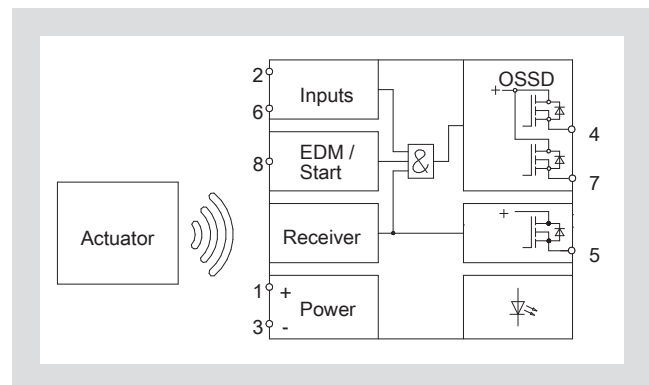 2
6
Inputs
OSSD
+
4
8
EDM /
Start
&
7
Actuator
Receiver
+
5
1 +
3 -
Power